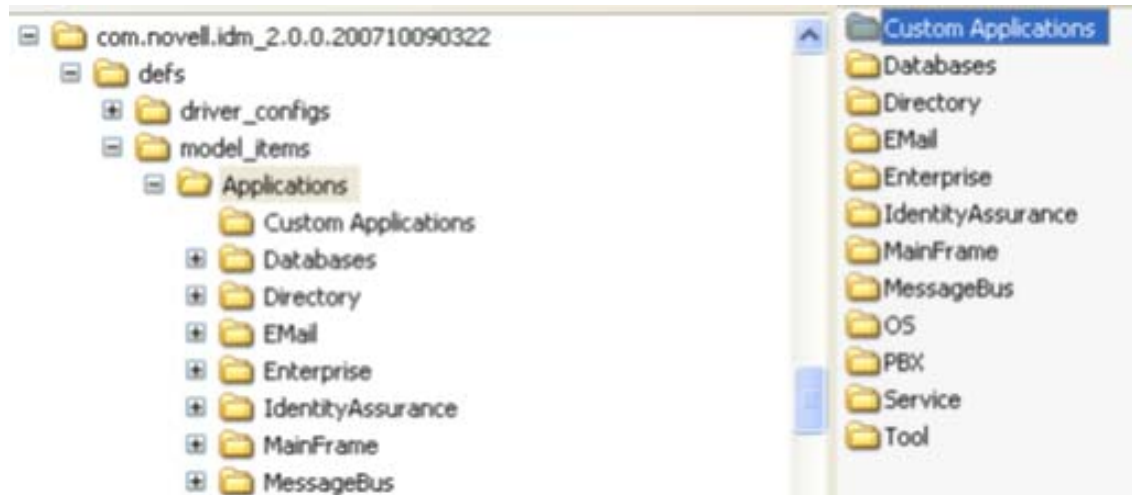 com.novell.idm_2.0.0.200710090322
defs
driver_configs
model_items
Applications
Custom Applications
Databases
Directory
EMail
Enterprise
IdentityAssurance
MainFrame
MessageBus
Custom Applications
Databases
Directory
EMail
Enterprise
IdentityAssurance
MainFrame
MessageBus
OS
PBX
Service
Tool